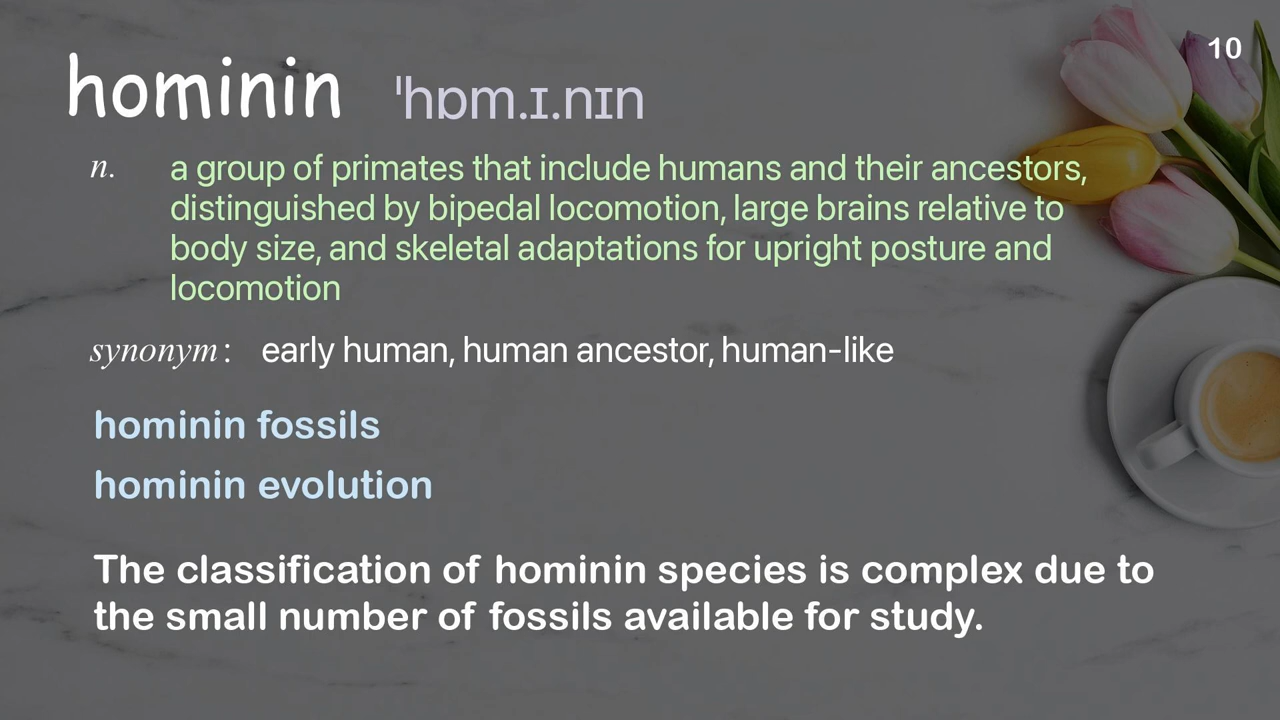 10
hominin ˈhɒm.ɪ.nɪn
n. a group of primates that include humans and their ancestors,
distinguished by bipedal locomotion, large brains relative to
body size, and skeletal adaptations for upright posture and
locomotion
synonym: early human, human ancestor, human-like
hominin fossils
hominin evolution
The classification of hominin species is complex due to
the small number of fossils available for study.